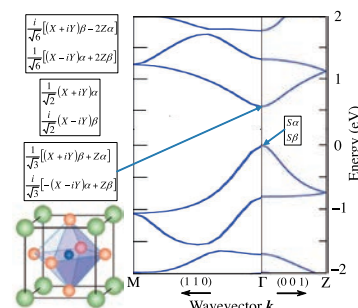 i/√6 [(X + iY)β − 2Zα]
1/√6 [(X − iY)α + 2Zβ]
1/√2 (X + iY)α
i/√2 (X − iY)β
1/√3 [(X + iY)β + Zα]
i/√3 [−(X − iY)α + Zβ]
Sα
Sβ
2
1
0
−1
−2
Energy (eV)
M (1 1 0) Γ (0 0 1) Z
Wavevector k